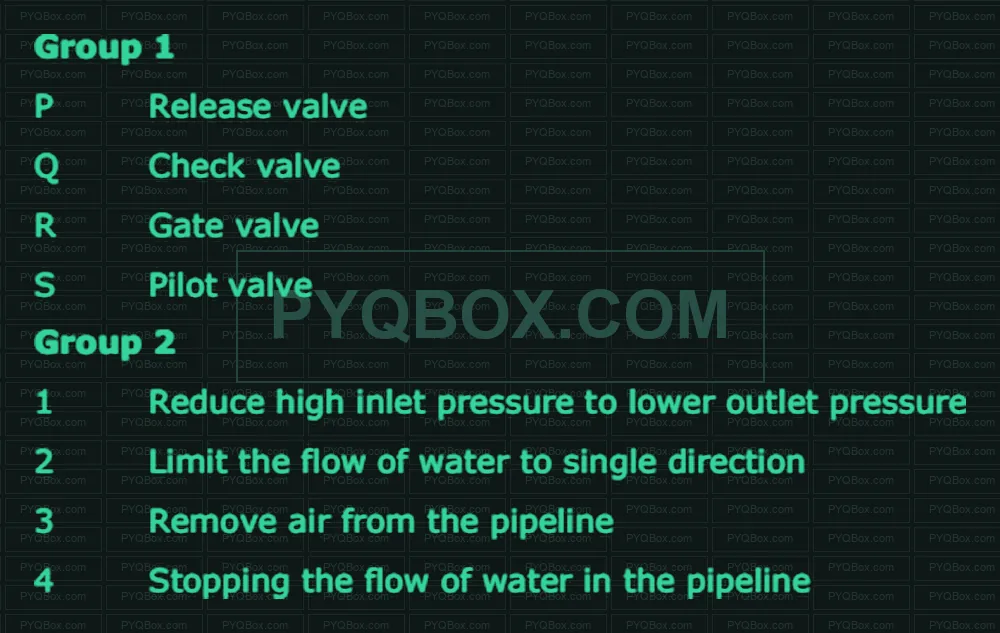 Group 1
P Release valve
Q Check valve
R Gate valve
S Pilot valve
PYQBOX.COM
Group 2
1 Reduce high inlet pressure to lower outlet pressure
2 Limit the flow of water to single direction
3 Remove air from the pipeline
4 Stopping the flow of water in the pipeline
PYQBox.com